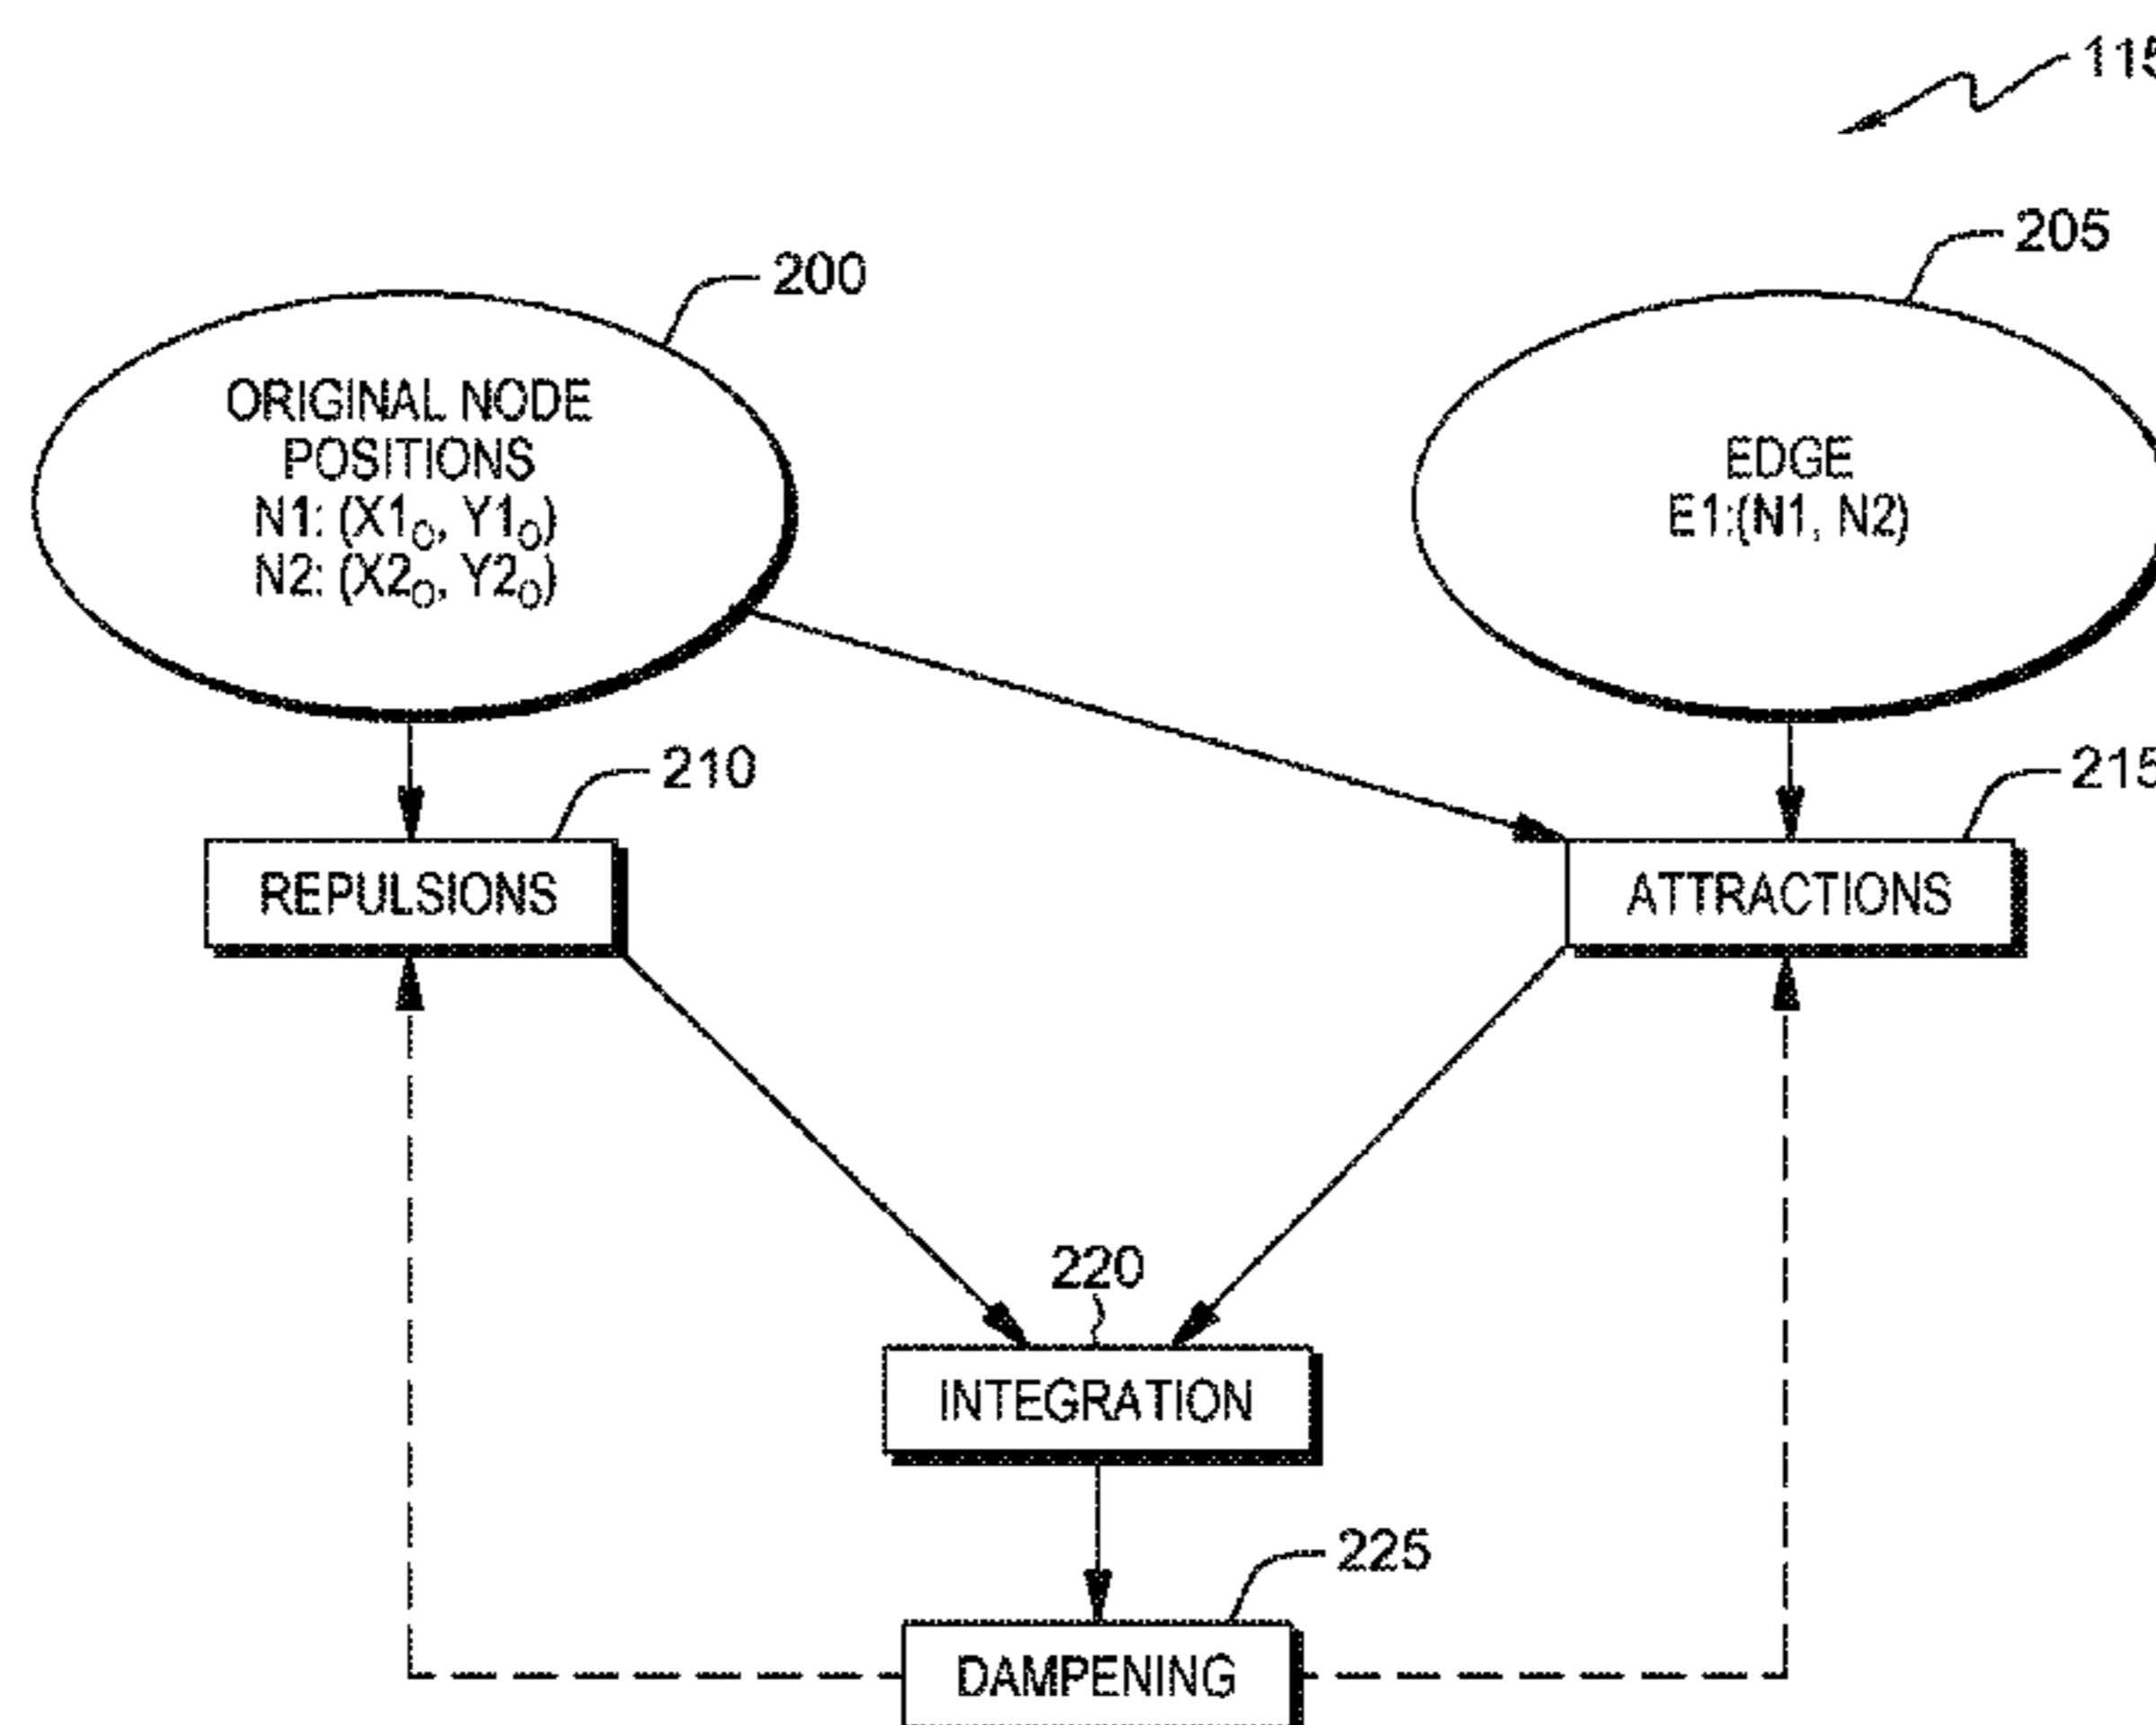 115
200
205
ORIGINAL NODE
POSITIONS
N1: (X1O, Y1O)
N2: (X2O, Y2O)
EDGE
E1:(N1, N2)
210
215
REPULSIONS
ATTRACTIONS
220
INTEGRATION
225
DAMPENING